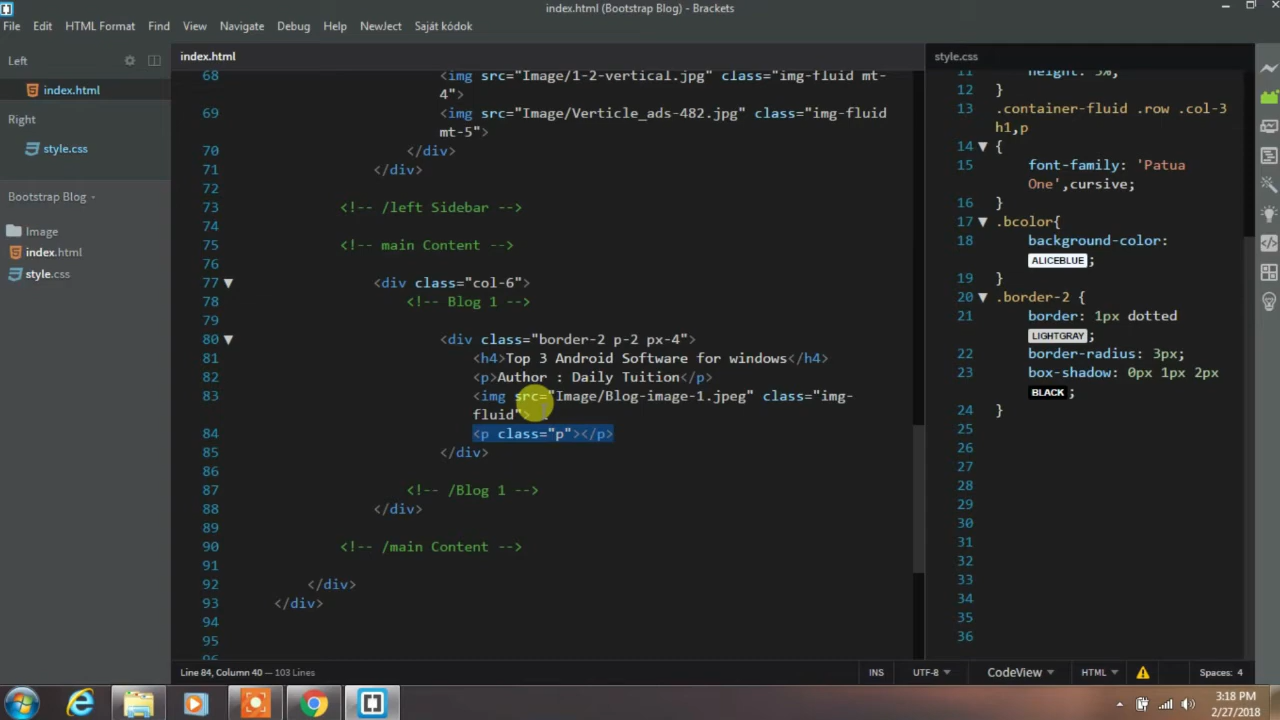 index.html (Bootstrap Blog) - Brackets
File Edit HTML Format Find View Navigate Debug Help NewJect Saját kódok
Left
index.html
Right
style.css
Bootstrap Blog
Image
index.html
style.css
index.html
68 <img src="Image/1-2-vertical.jpg" class="img-fluid mt-
4">
69 <img src="Image/Verticle_ads-482.jpg" class="img-fluid
mt-5">
70 </div>
71 </div>
72
73 <!-- /left Sidebar -->
74
75 <!-- main Content -->
76
77 <div class="col-6">
78 <!-- Blog 1 -->
79
80 <div class="border-2 p-2 px-4">
81 <h4>Top 3 Android Software for windows</h4>
82 <p>Author : Daily Tuition</p>
83 <img src="Image/Blog-image-1.jpeg" class="img-
fluid">
84 <p class="p"></p>
85 </div>
86
87 <!-- /Blog 1 -->
88 </div>
89
90 <!-- /main Content -->
91
92 </div>
93 </div>
94
95
96
style.css
11 height: 5%;
12 }
13 .container-fluid .row .col-3
h1,p
14 {
15 font-family: 'Patua
One',cursive;
16 }
17 .bcolor{
18 background-color:
ALICEBLUE ;
19 }
20 .border-2 {
21 border: 1px dotted
LIGHTGRAY ;
22 border-radius: 3px;
23 box-shadow: 0px 1px 2px
BLACK ;
24 }
25
26
27
28
29
30
31
32
33
34
35
36
Line 84, Column 40 — 103 Lines
INS UTF-8 CodeView HTML Spaces: 4
3:18 PM
2/27/2018